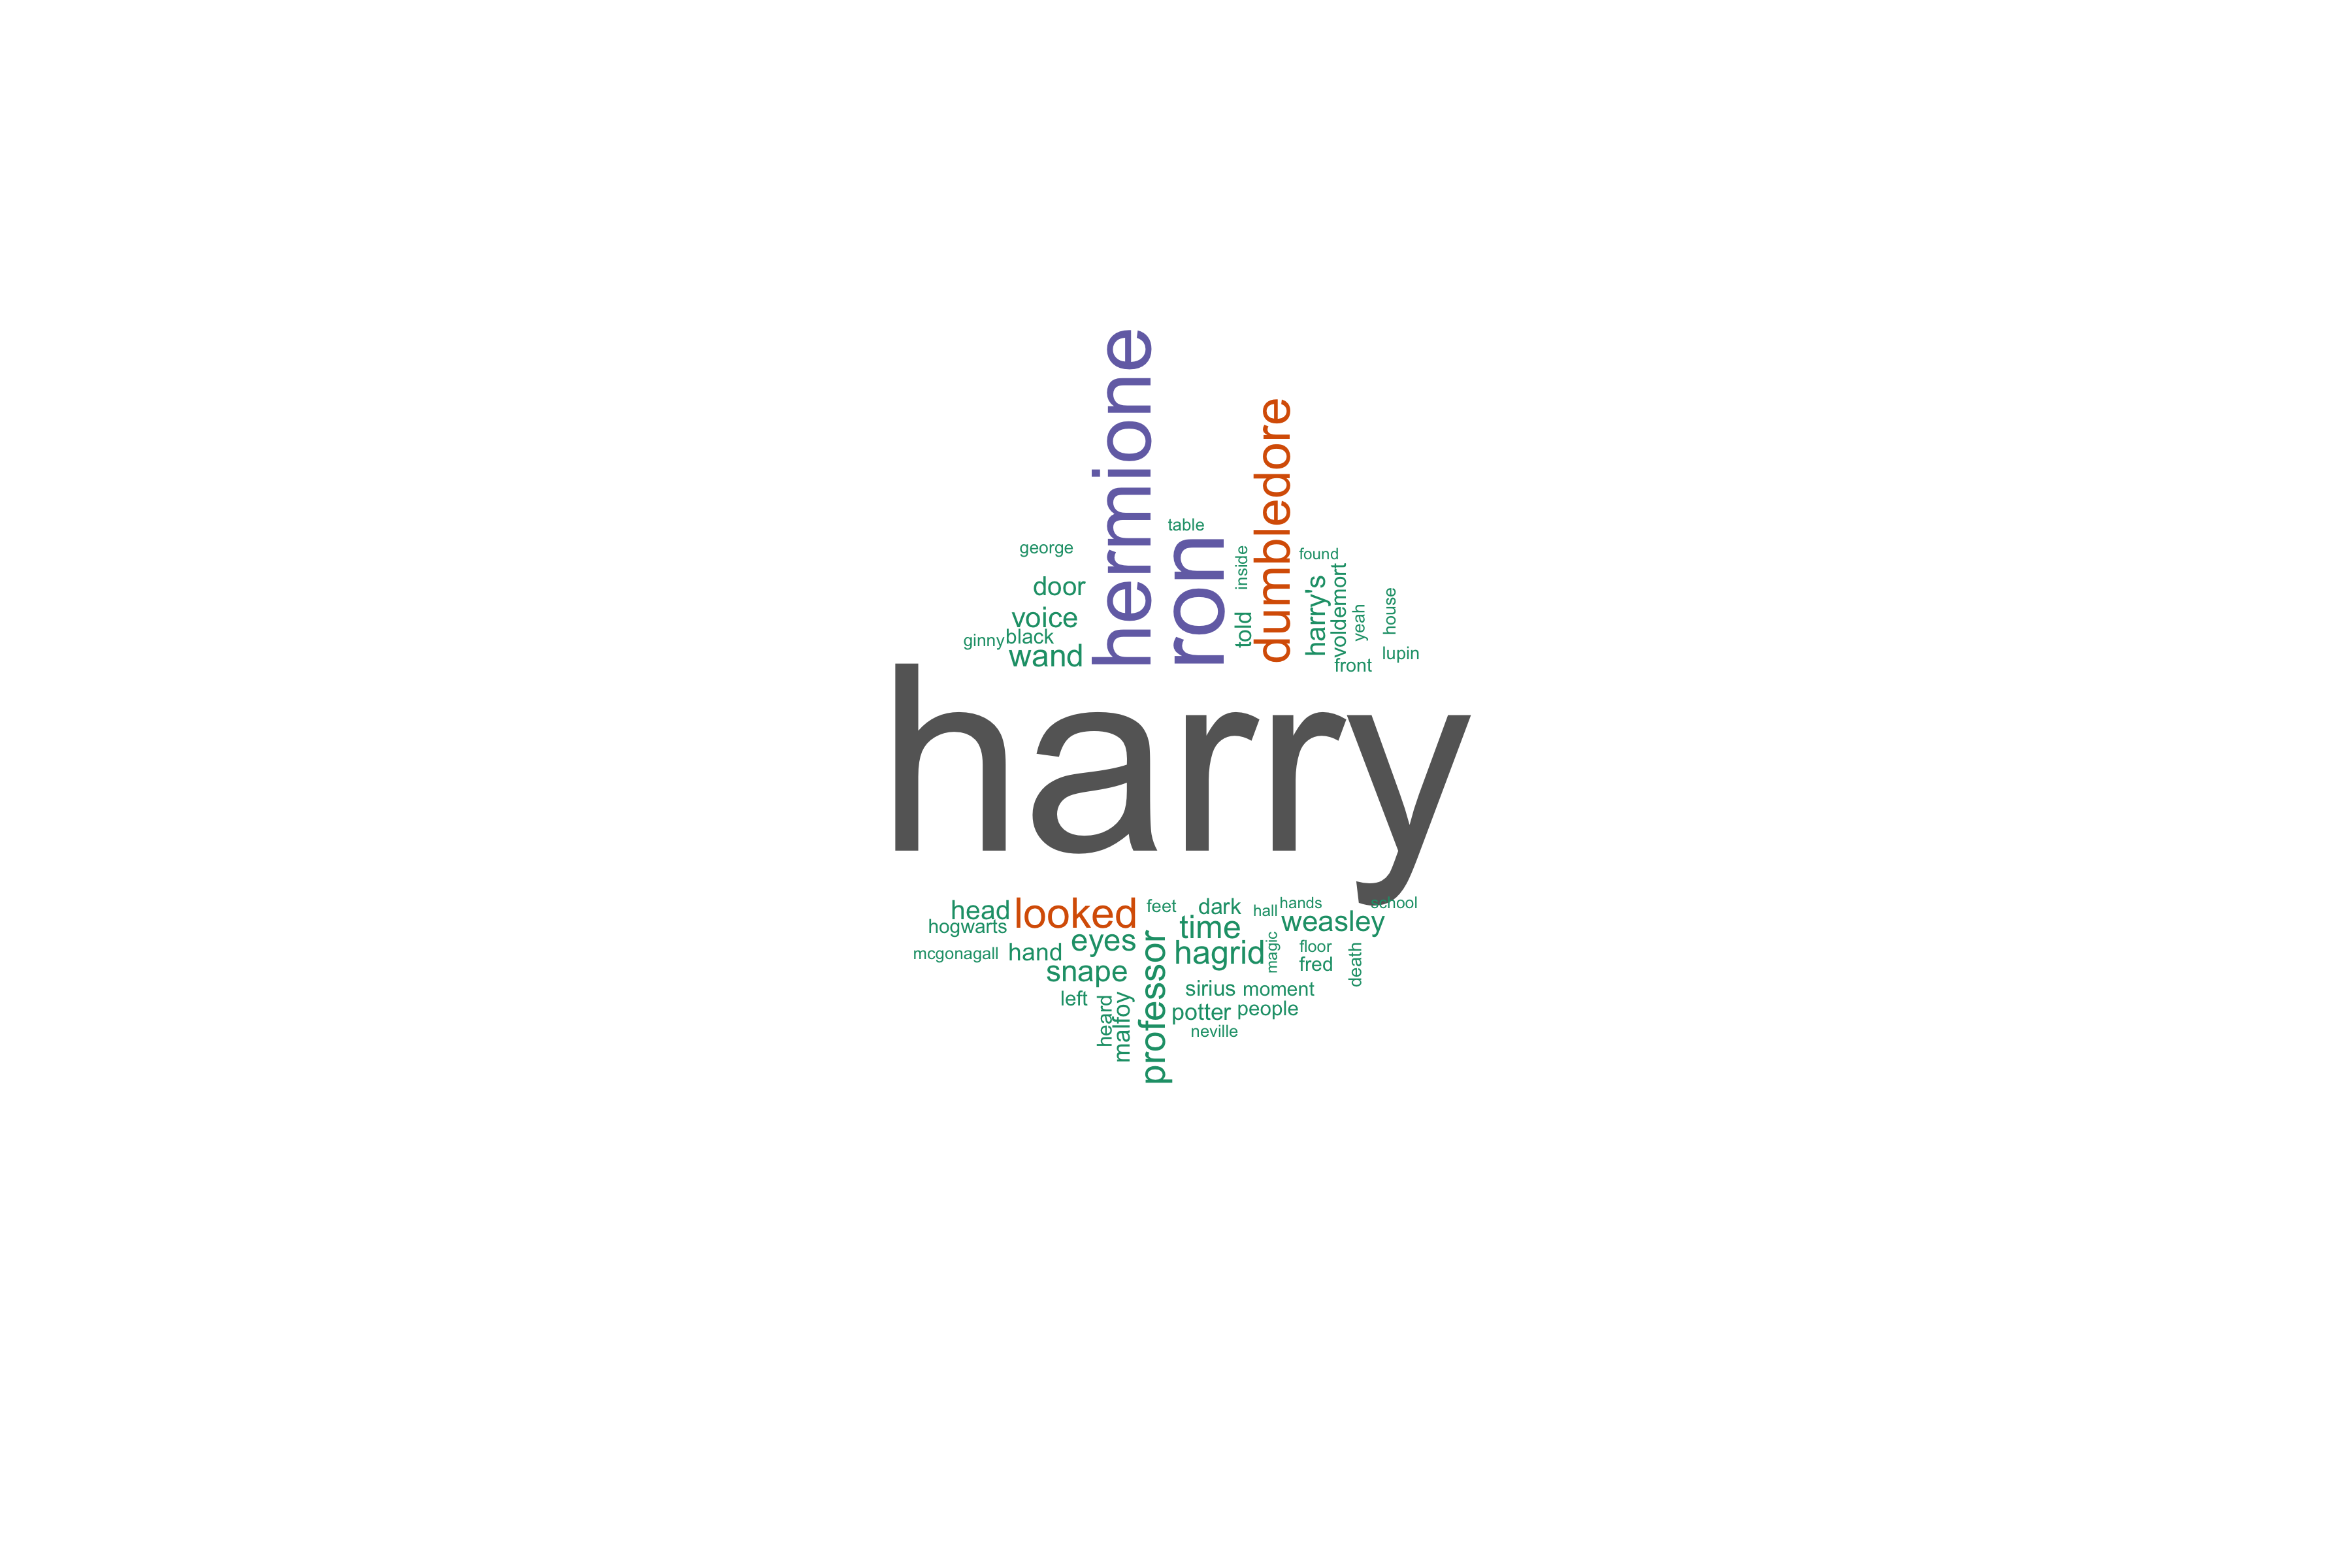 hermione
dumbledore
table
ron
george
inside
found
door
harry's
voldemort
house
voice
told
yeah
ginny
black
wand
lupin
front
harry
head
looked
feet
dark
hall
hands
school
hogwarts
eyes
time
weasley
mcgonagall
hand
professor
hagrid
magic
floor
snape
fred
death
left
sirius
moment
heard
malfoy
potter
people
neville